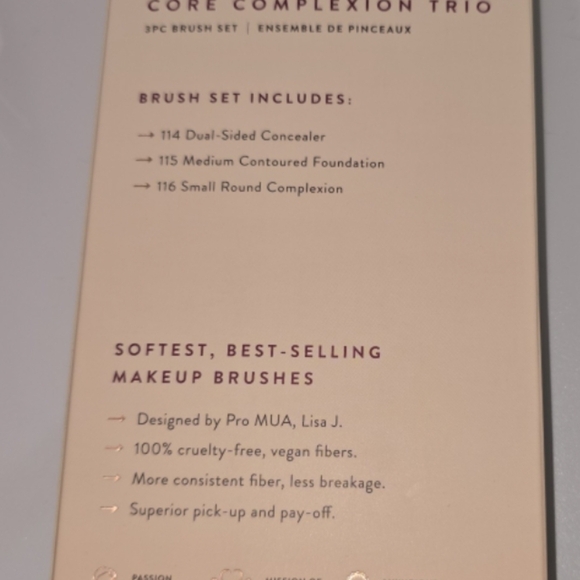 CORE COMPLEXION TRIO
3PC BRUSH SET | ENSEMBLE DE PINCEAUX
BRUSH SET INCLUDES:
→ 114 Dual-Sided Concealer
→ 115 Medium Contoured Foundation
→ 116 Small Round Complexion
SOFTEST, BEST-SELLING
MAKEUP BRUSHES
→ Designed by Pro MUA, Lisa J.
→ 100% cruelty-free, vegan fibers.
→ More consistent fiber, less breakage.
→ Superior pick-up and pay-off.
PASSION